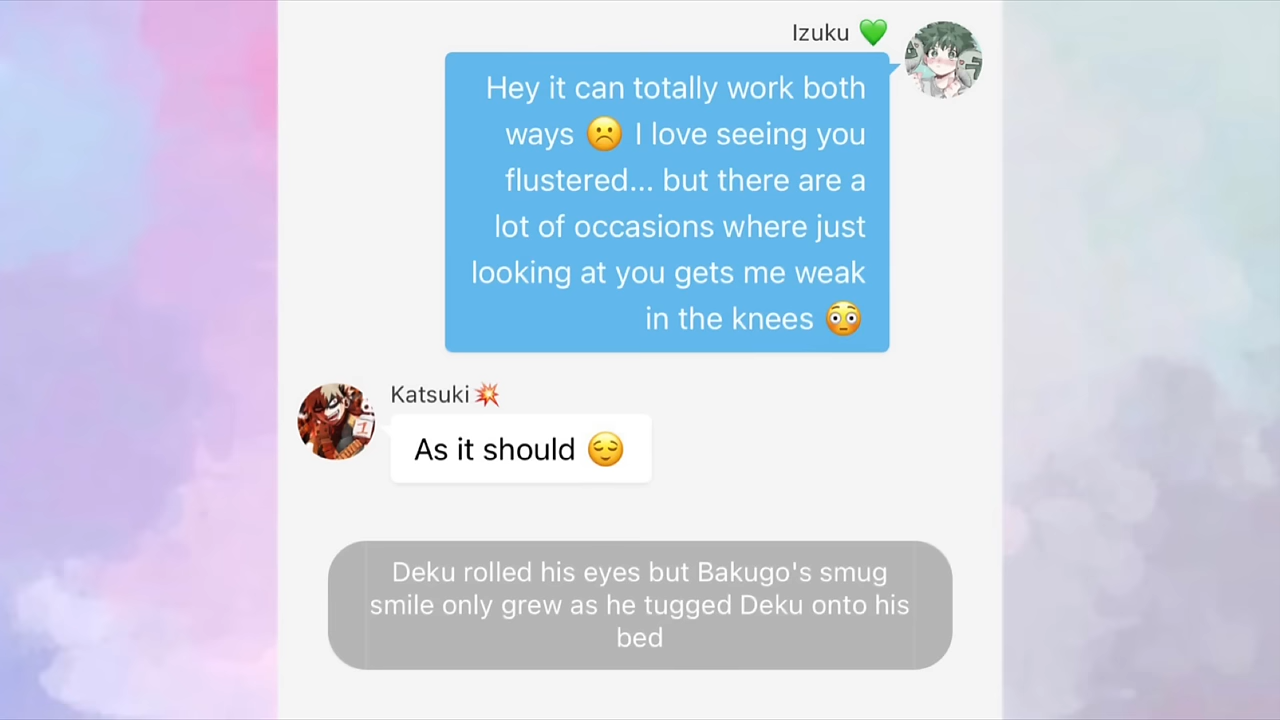 Izuku 💚
Hey it can totally work both
ways ☹️ I love seeing you
flustered... but there are a
lot of occasions where just
looking at you gets me weak
in the knees 😳
Katsuki💥
1
As it should 😌
Deku rolled his eyes but Bakugo's smug
smile only grew as he tugged Deku onto his
bed